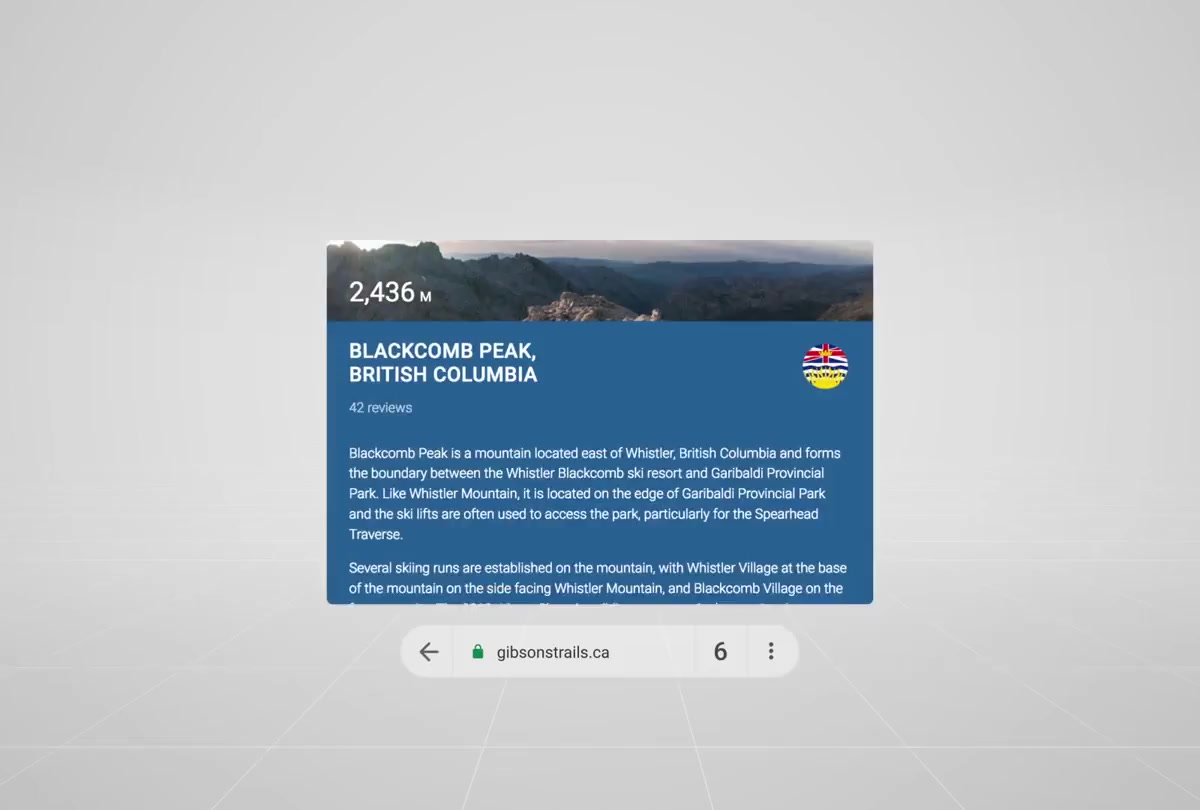 2,436 M
BLACKCOMB PEAK,
BRITISH COLUMBIA
42 reviews
Blackcomb Peak is a mountain located east of Whistler, British Columbia and forms
the boundary between the Whistler Blackcomb ski resort and Garibaldi Provincial
Park. Like Whistler Mountain, it is located on the edge of Garibaldi Provincial Park
and the ski lifts are often used to access the park, particularly for the Spearhead
Traverse.
Several skiing runs are established on the mountain, with Whistler Village at the base
of the mountain on the side facing Whistler Mountain, and Blackcomb Village on the
gibsonstrails.ca
6